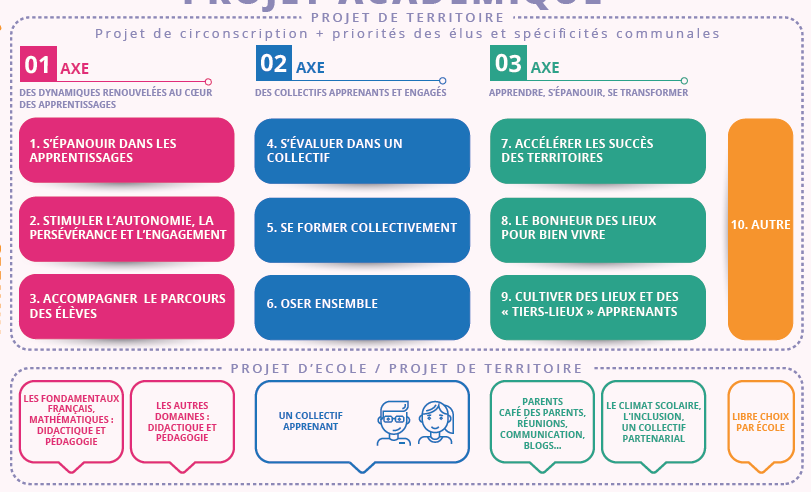 PROJET ACADÉMIQUE
PROJET DE TERRITOIRE
Projet de circonscription + priorités des élus et spécificités communales
01 AXE
DES DYNAMIQUES RENOUVELÉES AU CŒUR
DES APPRENTISSAGES
1. S'ÉPANOUIR DANS LES
APPRENTISSAGES
2. STIMULER L'AUTONOMIE, LA
PERSÉVÉRANCE ET L'ENGAGEMENT
3. ACCOMPAGNER LE PARCOURS
DES ÉLÈVES
02 AXE
DES COLLECTIFS APPRENANTS ET ENGAGÉS
4. S'ÉVALUER DANS UN
COLLECTIF
5. SE FORMER COLLECTIVEMENT
6. OSER ENSEMBLE
03 AXE
APPRENDRE, S'ÉPANOUIR, SE TRANSFORMER
7. ACCÉLÉRER LES SUCCÈS
DES TERRITOIRES
8. LE BONHEUR DES LIEUX
POUR BIEN VIVRE
9. CULTIVER DES LIEUX ET DES
« TIERS-LIEUX » APPRENANTS
10. AUTRE
PROJET D'ECOLE / PROJET DE TERRITOIRE
LES FONDAMENTAUX
FRANÇAIS,
MATHÉMATIQUES :
DIDACTIQUE ET
PÉDAGOGIE
LES AUTRES
DOMAINES :
DIDACTIQUE ET
PÉDAGOGIE
UN COLLECTIF
APPRENANT
PARENTS
CAFÉ DES PARENTS,
RÉUNIONS,
COMMUNICATION,
BLOGS...
LE CLIMAT SCOLAIRE,
L'INCLUSION,
UN COLLECTIF
PARTENARIAL
LIBRE CHOIX
PAR ÉCOLE